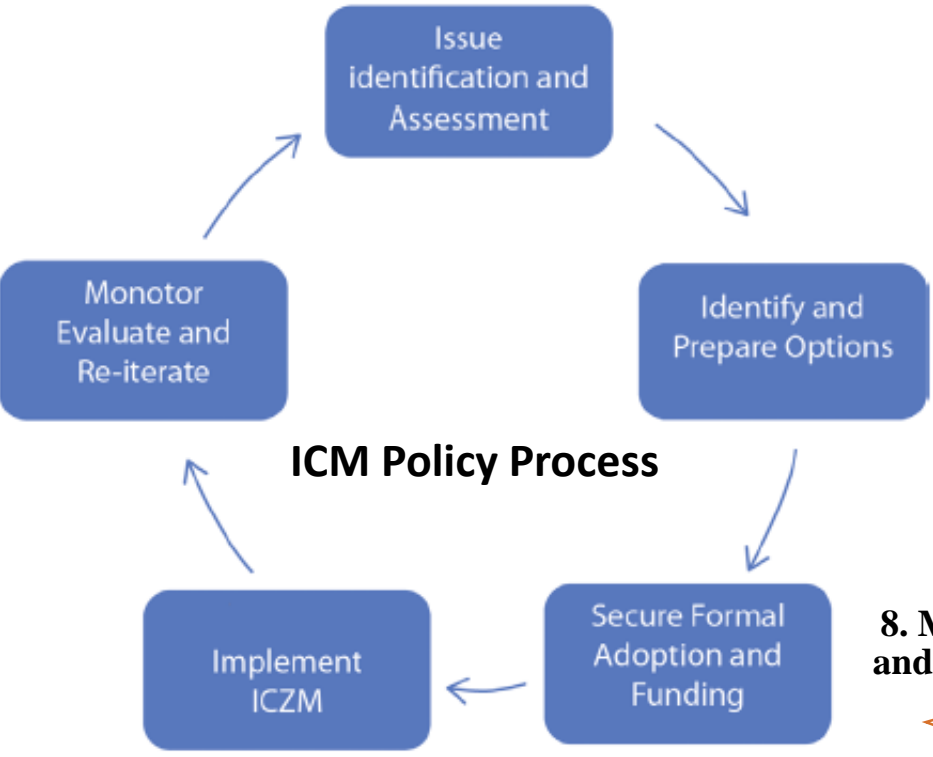 Issue
identification and
Assessment
Identify and
Prepare Options
Secure Formal
Adoption and
Funding
Implement
ICZM
Monotor
Evaluate and
Re-iterate
ICM Policy Process
8.
and